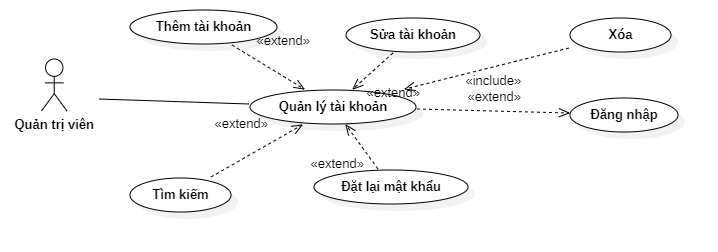 Thêm tài khoản
Sửa tài khoản
Xóa
«extend»
«include»
«extend»
«extend»
Quản lý tài khoản
Đăng nhập
Quản trị viên
«extend»
«extend»
Tìm kiếm
Đặt lại mật khẩu